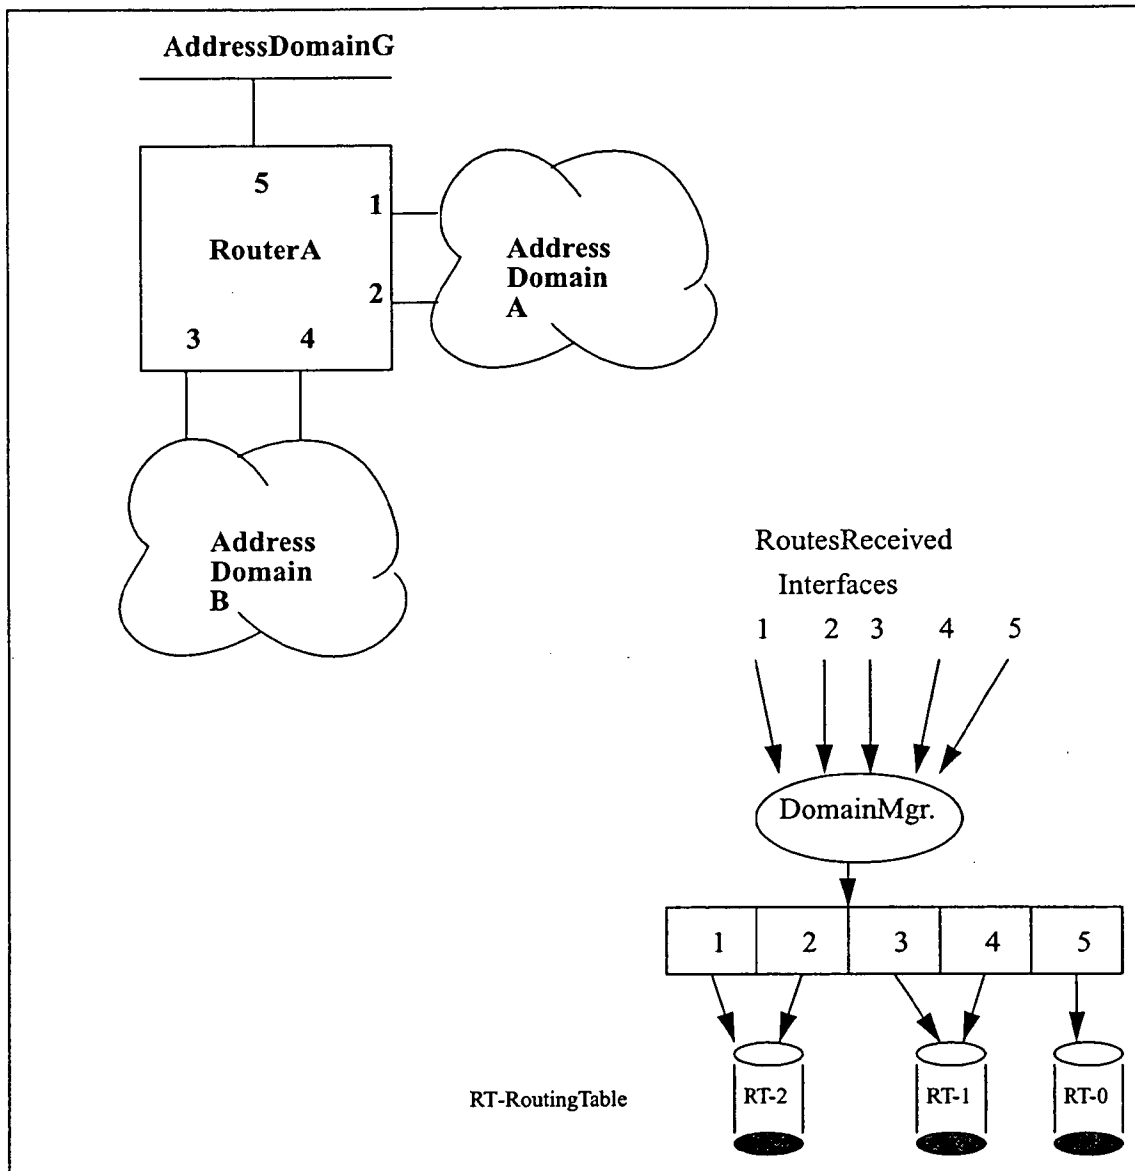 AddressDomainG
5
1
RouterA
2
3 4
Address
Domain
A
Address
Domain
B
RoutesReceived
Interfaces
1 2 3 4 5
DomainMgr.
1 2 3 4 5
RT-RoutingTable
RT-2 RT-1 RT-0